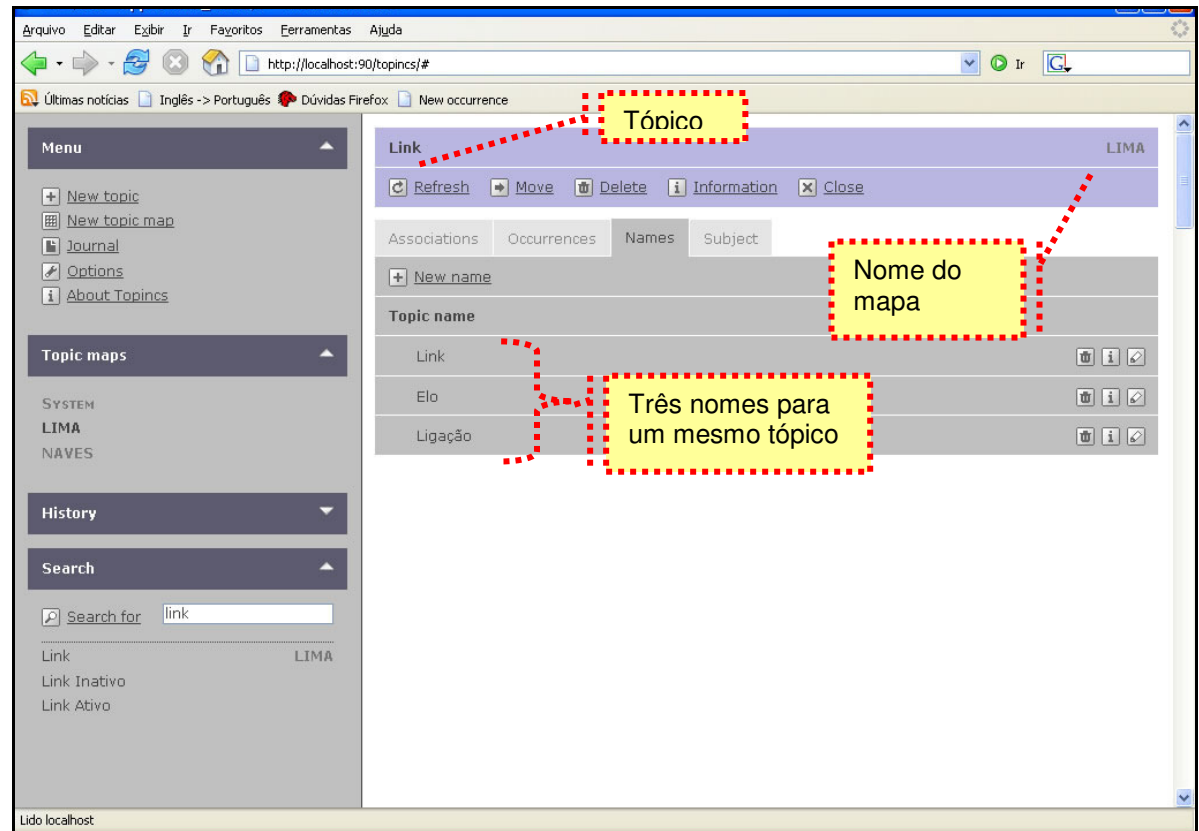 Arquivo Editar Exibir Ir Favoritos Ferramentas Ajuda
http://localhost:90/topincs/# Ir G
Últimas notícias Inglês -> Português Dúvidas Firefox New occurrence
Tópico
Menu
New topic
New topic map
Journal
Options
About Topincs
Topic maps
SYSTEM
LIMA
NAVES
History
Search
Search for link
Link LIMA
Link Inativo
Link Ativo
Link LIMA
Refresh Move Delete Information Close
Associations Occurrences Names Subject
New name
Nome do
mapa
Topic name
Link
Elo
Ligação
Três nomes para
um mesmo tópico
Lido localhost